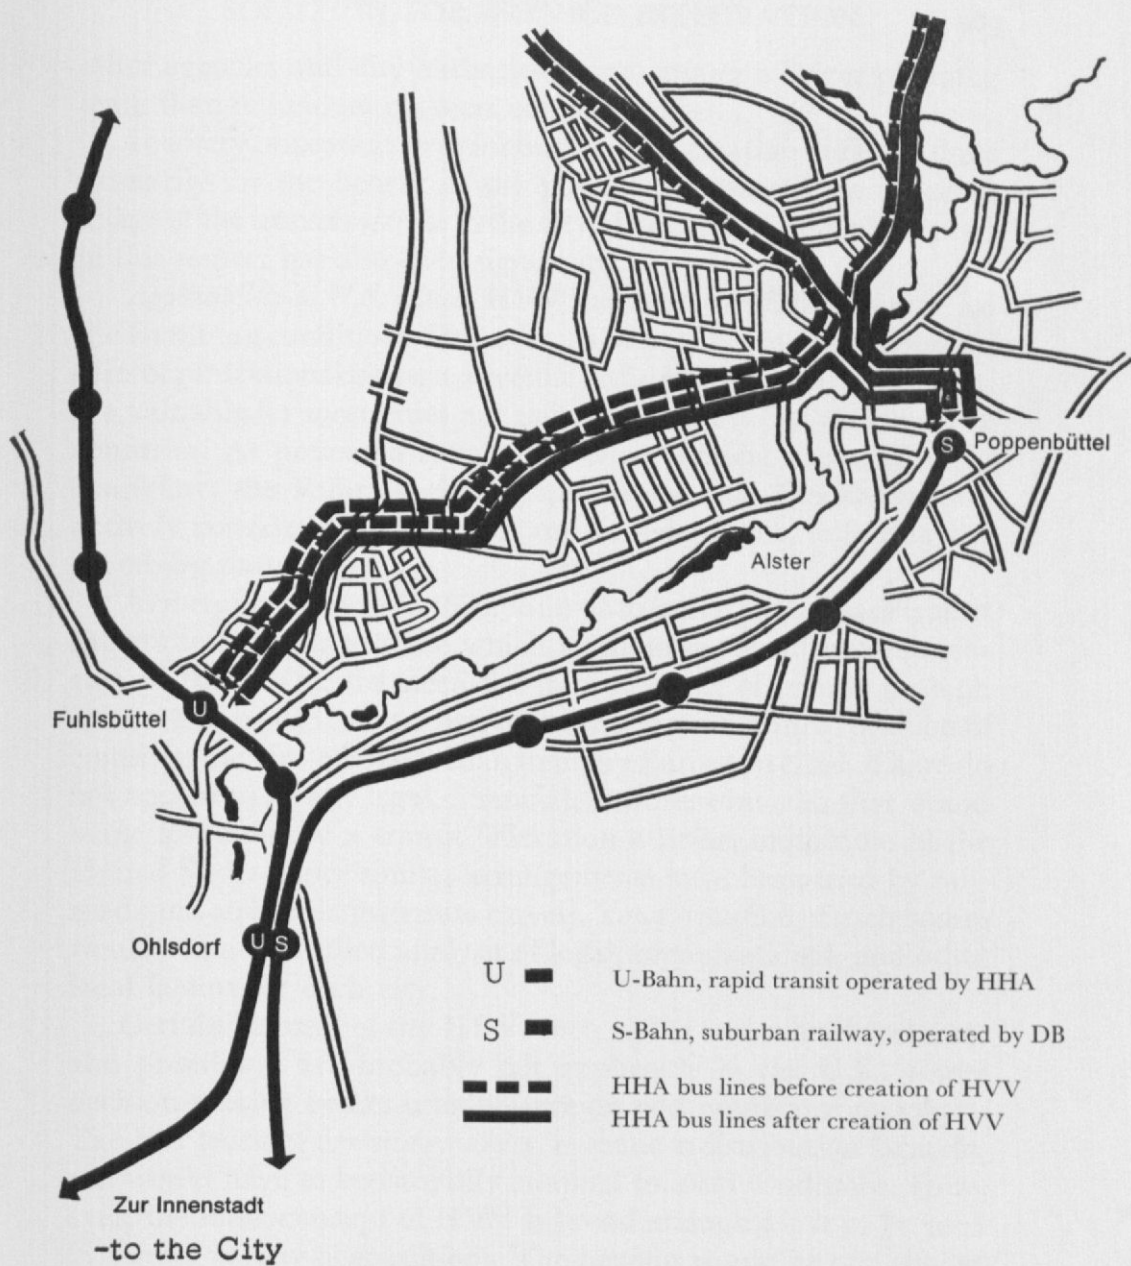 S Poppenbüttel
Alster
Fuhlsbüttel U
Ohlsdorf U S
U U-Bahn, rapid transit operated by HHA
S S-Bahn, suburban railway, operated by DB
HHA bus lines before creation of HVV
HHA bus lines after creation of HVV
Zur Innenstadt
-to the City